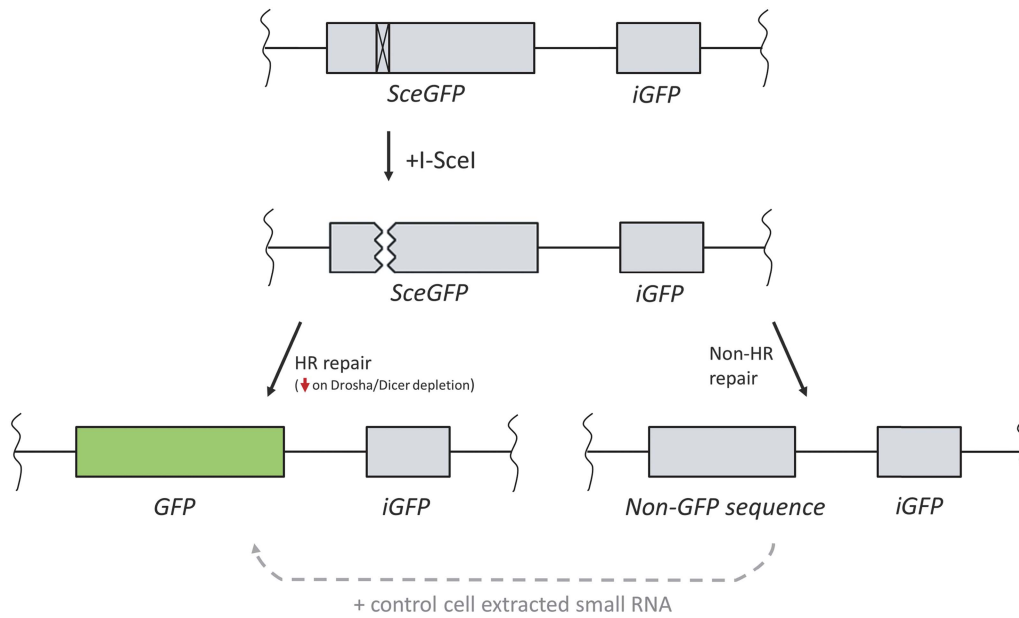 SceGFP
iGFP
+I-SceI
SceGFP
iGFP
HR repair
(↓on Drosha/Dicer depletion)
Non-HR
repair
GFP
iGFP
Non-GFP sequence
iGFP
+ control cell extracted small RNA